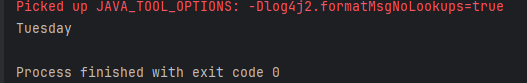 Picked up JAVA_TOOL_OPTIONS: -Dlog4j2.formatMsgNoLookups=true
Tuesday
Process finished with exit code 0